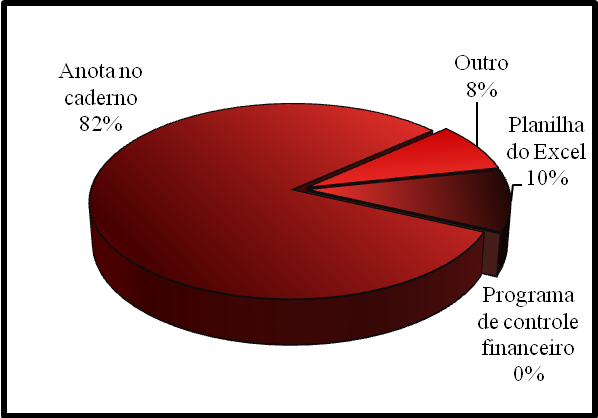 Anota no
caderno
82%
Outro
8%
Planilha
do Excel
10%
Programa
de controle
financeiro
0%